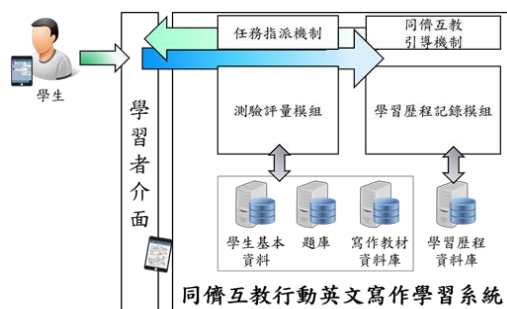 任務指派機制
同儕互教
引導機制
學生
學習者介面
測驗評量模組
學習歷程記錄模組
學生基本
資料
題庫
寫作教材
資料庫
學習歷程
資料庫
同儕互教行動英文寫作學習系統